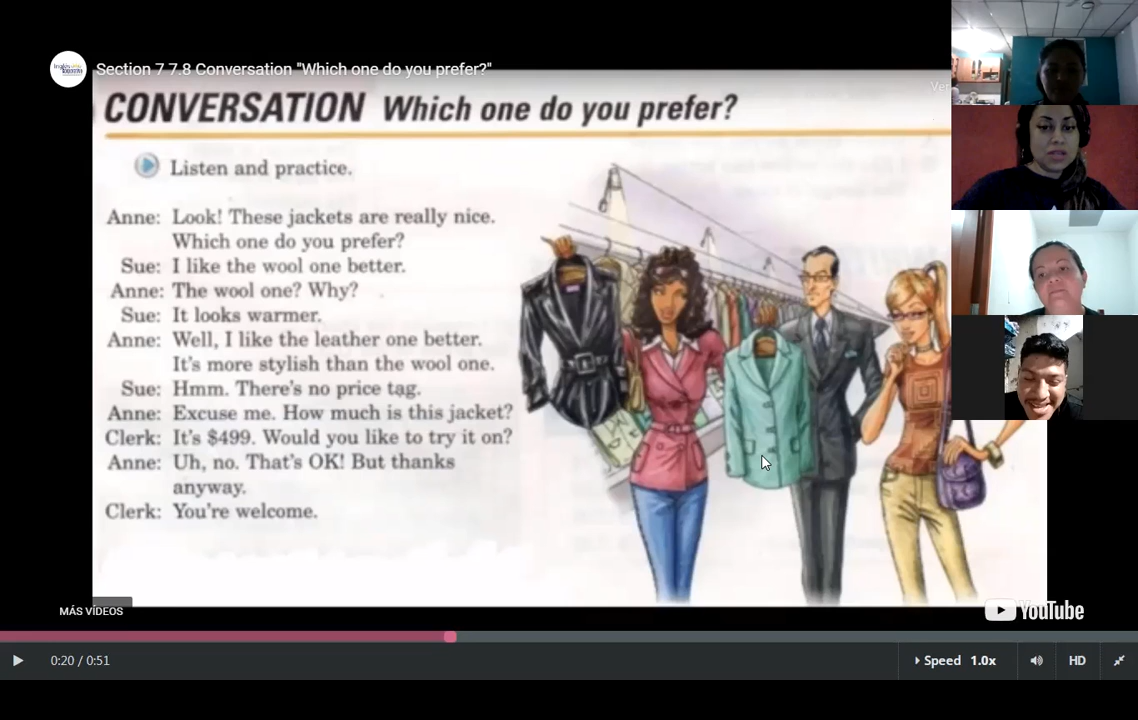 Section 7 7.8 Conversation "Which one do you prefer?"
CONVERSATION Which one do you prefer?
Listen and practice.
Anne: Look! These jackets are really nice.
Which one do you prefer?
Sue: I like the wool one better.
Anne: The wool one? Why?
Sue: It looks warmer.
Anne: Well, I like the leather one better.
It's more stylish than the wool one.
Sue: Hmm. There's no price tag.
Anne: Excuse me. How much is this jacket?
Clerk: It's $499. Would you like to try it on?
Anne: Uh, no. That's OK! But thanks
anyway.
Clerk: You're welcome.
MÁS VÍDEOS
YouTube
0:20 / 0:51
Speed 1.0x
HD